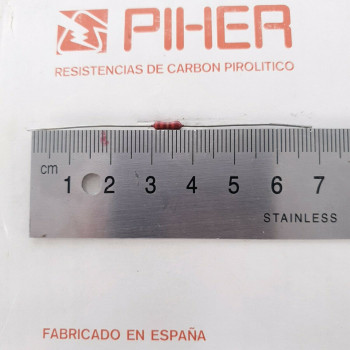 PIHER
RESISTENCIAS DE CARBON PIROLITICO
cm
1 2 3 4 5 6 7
STAINLESS
FABRICADO EN ESPAÑA